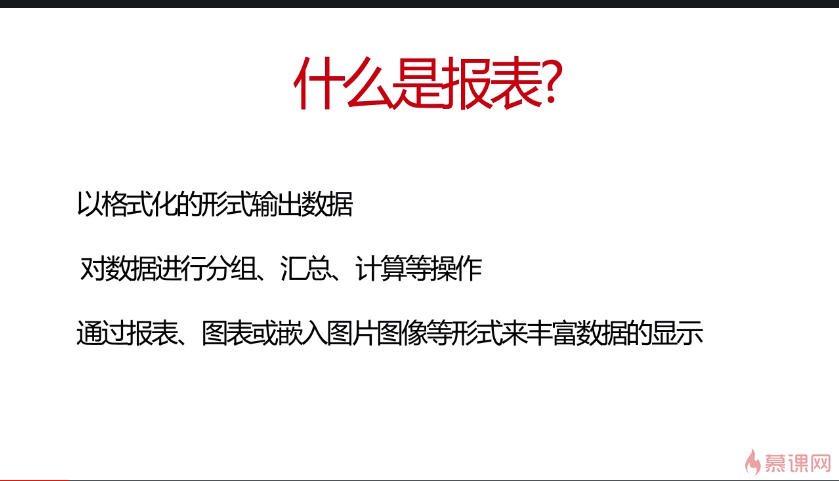 什么是报表?
以格式化的形式输出数据
对数据进行分组、汇总、计算等操作
通过报表、图表或嵌入图片图像等形式来丰富数据的显示
慕课网